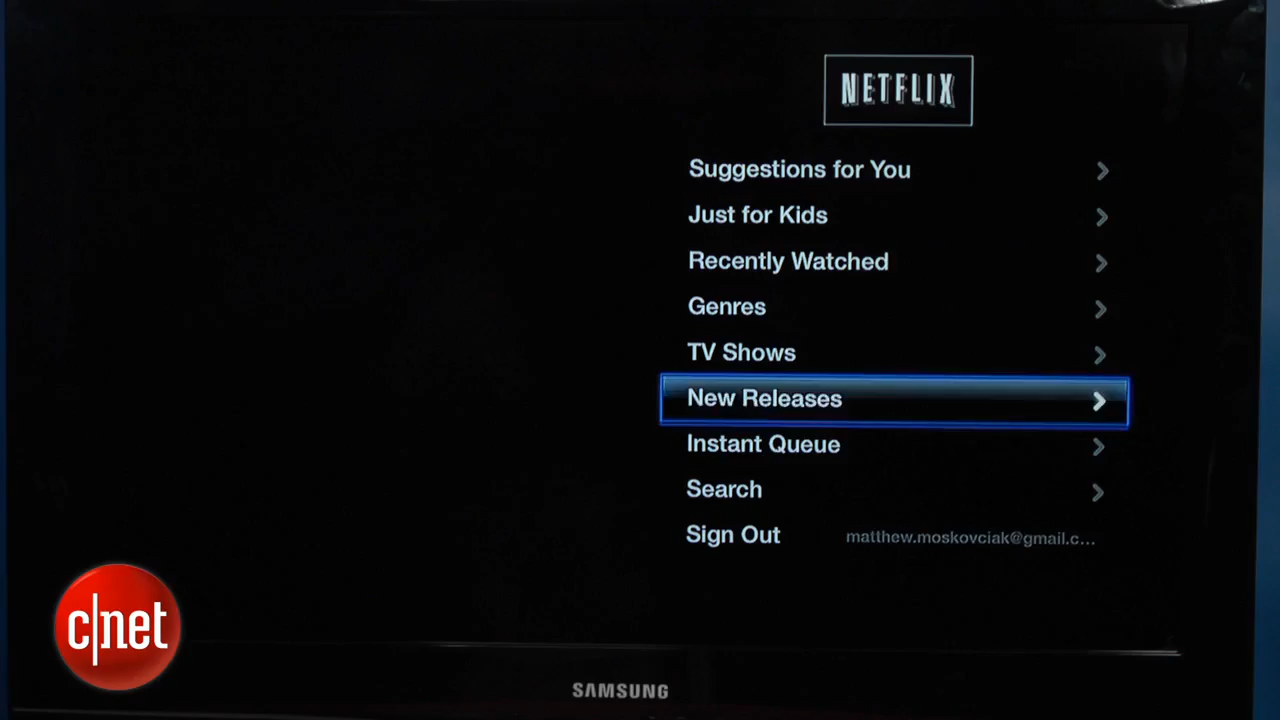 NETFLIX
Suggestions for You
Just for Kids
Recently Watched
Genres
TV Shows
New Releases
Instant Queue
Search
Sign Out matthew.moskovciak@gmail.c...
c|net
SAMSUNG